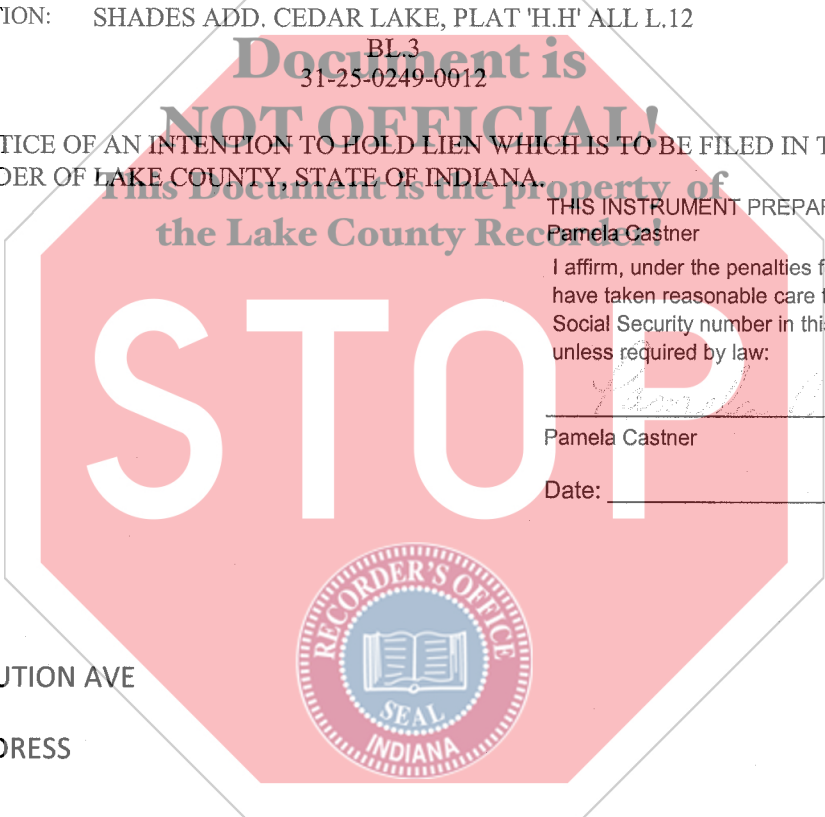 TION: SHADES ADD. CEDAR LAKE, PLAT 'H.H' ALL L.12
BL.3
31-25-0249-0012
Document is
NOT OFFICIAL!
This Document is the property of
the Lake County Recorder!
TICE OF AN INTENTION TO HOLD LIEN WHICH IS TO BE FILED IN T
DER OF LAKE COUNTY, STATE OF INDIANA.
THIS INSTRUMENT PREPAR
Pamela Castner
I affirm, under the penalties f
have taken reasonable care t
Social Security number in this
unless required by law:
Pamela
Pamela Castner
Date:
STOP
RECORDER'S OFFICE
SEAL
INDIANA
UTION AVE
DRESS